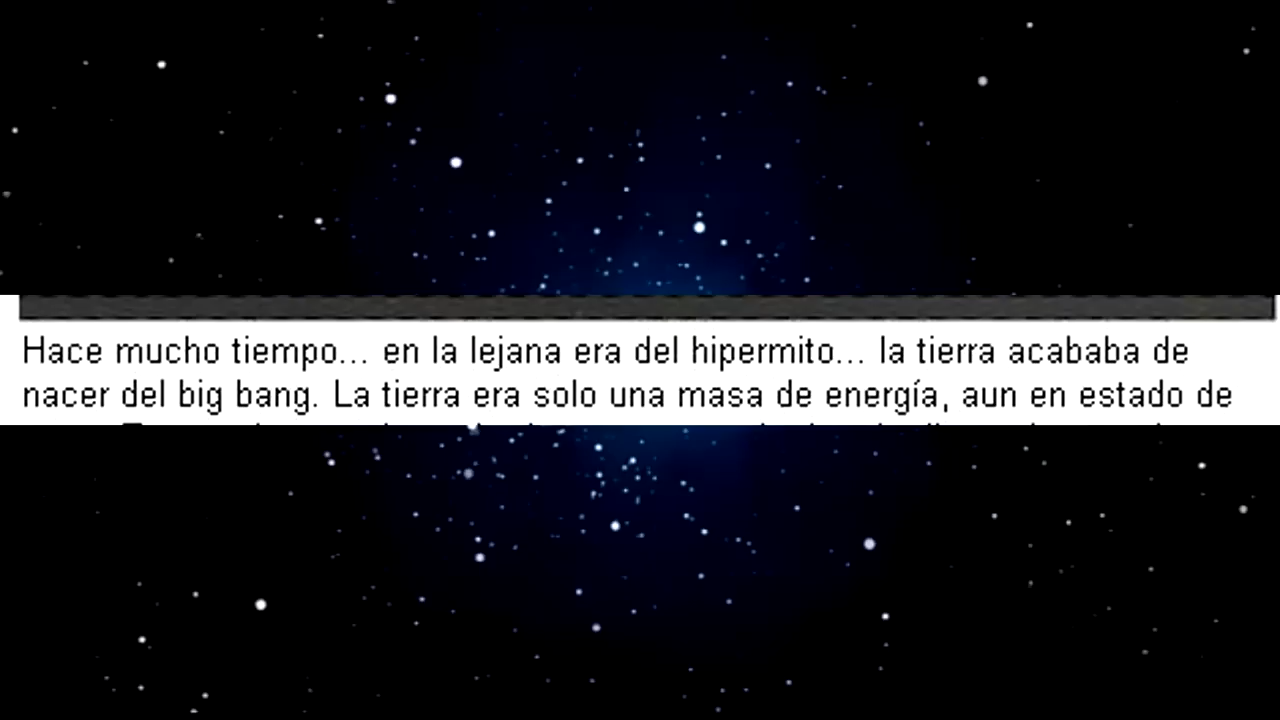 Hace mucho tiempo... en la lejana era del hipermito... la tierra acababa de
nacer del big bang. La tierra era solo una masa de energía, aun en estado de